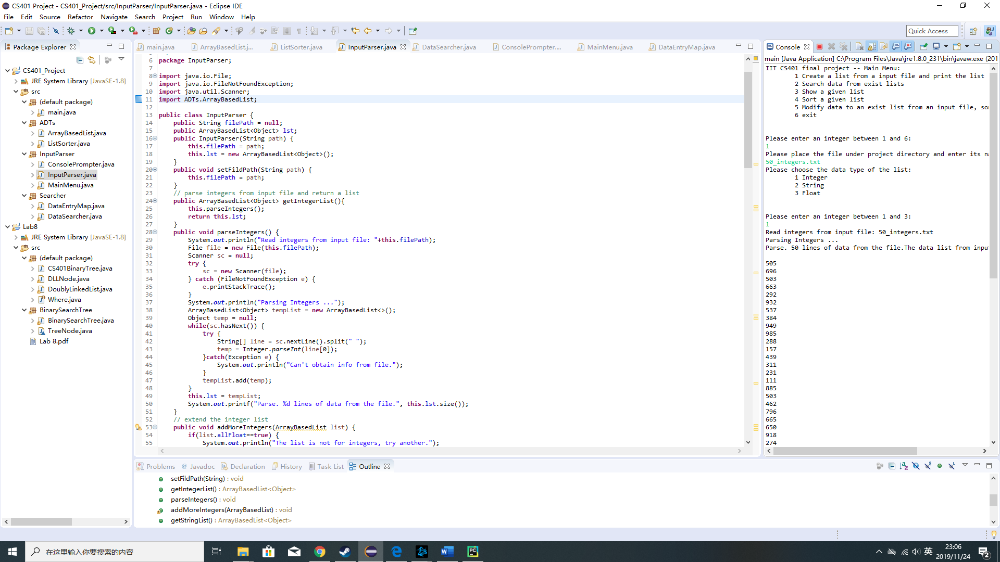 CS401 Project - CS401_Project/src/InputParser/InputParser.java - Eclipse IDE
File Edit Source Refactor Navigate Search Project Run Window Help
Quick Access
Package Explorer
CS401_Project
JRE System Library [JavaSE-1.8]
src
(default package)
main.java
ADTs
ArrayBasedList.java
ListSorter.java
InputParser
ConsolePrompter.java
InputParser.java
MainMenu.java
Searcher
DataEntryMap.java
DataSearcher.java
Lab8
JRE System Library [JavaSE-1.8]
src
(default package)
CS401BinaryTree.java
DLLNode.java
DoublyLinkedList.java
Where.java
BinarySearchTree
BinarySearchTree.java
TreeNode.java
Lab 8.pdf
main.java ArrayBasedList.j... ListSorter.java InputParser.java DataSearcher.java ConsolePrompter.... MainMenu.java DataEntryMap.java
6 package InputParser;
7
8 import java.io.File;
9 import java.io.FileNotFoundException;
10 import java.util.Scanner;
11 import ADTs.ArrayBasedList;
12
13 public class InputParser {
14 public String filePath = null;
15 public ArrayBasedList<Object> lst;
16 public InputParser(String path) {
17 this.filePath = path;
18 this.lst = new ArrayBasedList<Object>();
19 }
20 public void setFildPath(String path) {
21 this.filePath = path;
22 }
23 // parse integers from input file and return a list
24 public ArrayBasedList<Object> getIntegerList(){
25 this.parseIntegers();
26 return this.lst;
27 }
28 public void parseIntegers() {
29 System.out.println("Read integers from input file: "+this.filePath);
30 File file = new File(this.filePath);
31 Scanner sc = null;
32 try {
33 sc = new Scanner(file);
34 } catch (FileNotFoundException e) {
35 e.printStackTrace();
36 }
37 System.out.println("Parsing Integers ...");
38 ArrayBasedList<Object> tempList = new ArrayBasedList<>();
39 Object temp = null;
40 while(sc.hasNext()) {
41 try {
42 String[] line = sc.nextLine().split(" ");
43 temp = Integer.parseInt(line[0]);
44 }catch(Exception e) {
45 System.out.println("Can't obtain info from file.");
46 }
47 tempList.add(temp);
48 }
49 this.lst = tempList;
50 System.out.printf("Parse. %d lines of data from the file.", this.lst.size());
51 }
52 // extend the integer list
53 public void addMoreIntegers(ArrayBasedList list) {
54 if(list.allFloat==true) {
55 System.out.println("The list is not for integers, try another.");
Console
main [Java Application] C:\Program Files\Java\jre1.8.0_231\bin\javaw.exe (201
IIT CS401 final project -- Main Menu:
1 Create a list from a input file and print the list
2 Search data from exist lists
3 Show a given list
4 Sort a given list
5 Modify data to an exist list from an input file, so
6 exit
Please enter an integer between 1 and 6:
1
Please place the file under project directory and enter its n
50_integers.txt
Please choose the data type of the list:
1 Integer
2 String
3 Float
Please enter an integer between 1 and 3:
1
Read integers from input file: 50_integers.txt
Parsing Integers ...
Parse. 50 lines of data from the file.The data list from inpu
505
696
503
663
292
932
537
384
949
985
288
157
439
311
231
111
885
503
462
796
665
650
918
274
Problems Javadoc Declaration History Task List Outline
setFildPath(String) : void
getIntegerList() : ArrayBasedList<Object>
parseIntegers() : void
addMoreIntegers(ArrayBasedList) : void
getStringList() : ArrayBasedList<Object>
在这里输入你要搜索的内容
英
23:06
2019/11/24
2